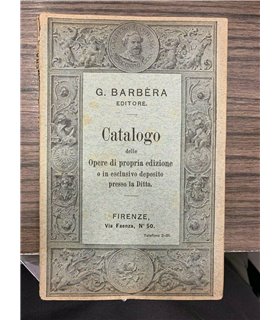 G. BARBÈRA
EDITORE.
Catalogo
delle
Opere di propria edizione
o in esclusivo deposito
presso la Ditta.
FIRENZE,
Via Faenza, N° 50.